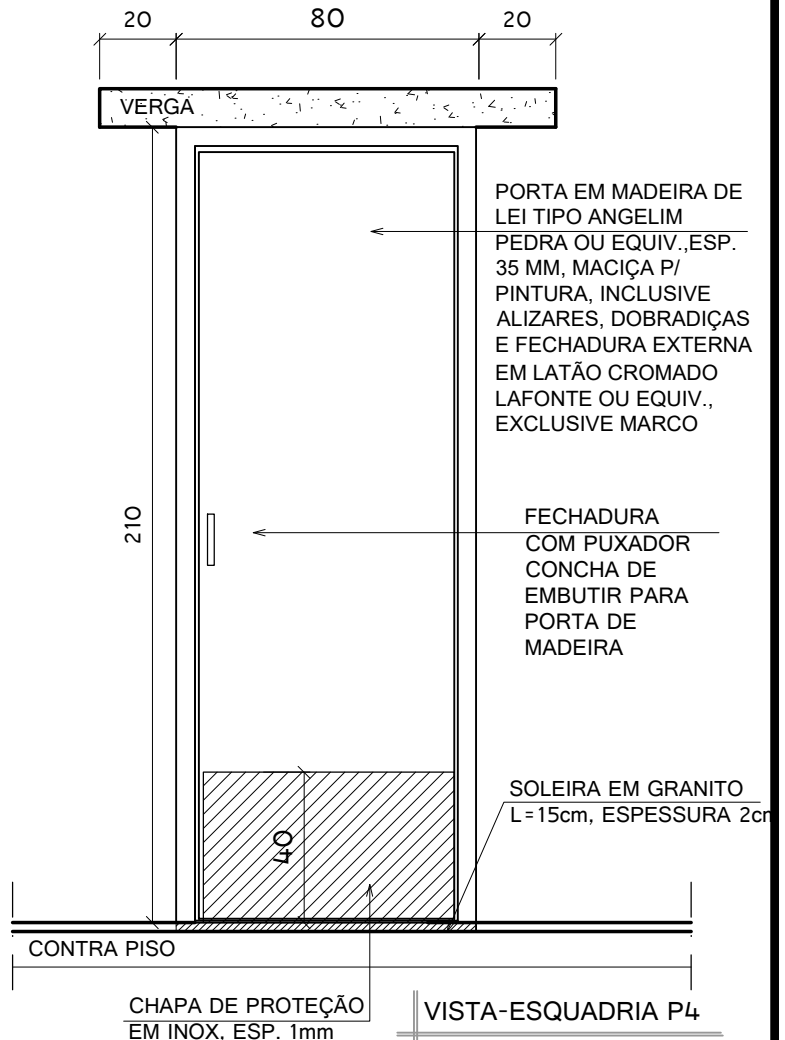 20
80
20
VERGA
PORTA EM MADEIRA DE
LEI TIPO ANGELIM
PEDRA OU EQUIV.,ESP.
35 MM, MACIÇA P/
PINTURA, INCLUSIVE
ALIZARES, DOBRADIÇAS
E FECHADURA EXTERNA
EM LATÃO CROMADO
LAFONTE OU EQUIV.,
EXCLUSIVE MARCO
210
FECHADURA
COM PUXADOR
CONCHA DE
EMBUTIR PARA
PORTA DE
MADEIRA
SOLEIRA EM GRANITO
L=15cm, ESPESSURA 2cm
40
CONTRA PISO
CHAPA DE PROTEÇÃO
EM INOX, ESP. 1mm
VISTA-ESQUADRIA P4